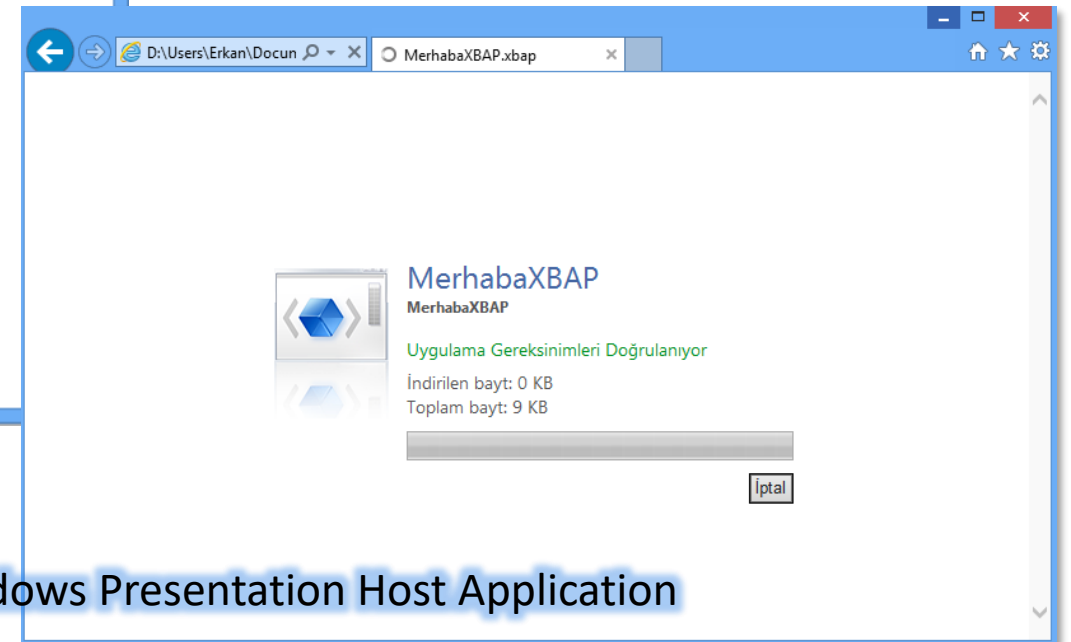 D:\Users\Erkan\Docun
MerhabaXBAP.xbap
MerhabaXBAP
MerhabaXBAP
Uygulama Gereksinimleri Doğrulanıyor
İndirilen bayt: 0 KB
Toplam bayt: 9 KB
İptal
dows Presentation Host Application